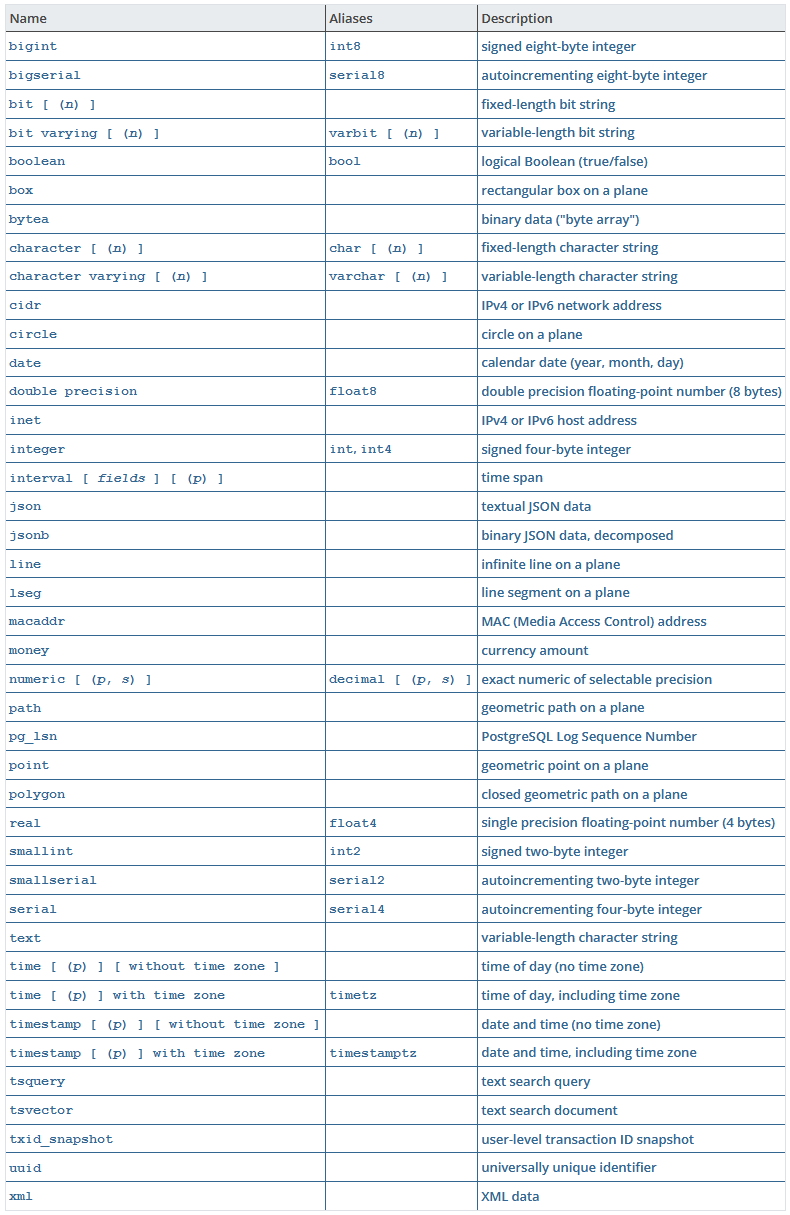 Name Aliases Description
bigint int8 signed eight-byte integer
bigserial serial8 autoincrementing eight-byte integer
bit [ (n) ] fixed-length bit string
bit varying [ (n) ] varbit [ (n) ] variable-length bit string
boolean bool logical Boolean (true/false)
box rectangular box on a plane
bytea binary data ("byte array")
character [ (n) ] char [ (n) ] fixed-length character string
character varying [ (n) ] varchar [ (n) ] variable-length character string
cidr IPv4 or IPv6 network address
circle circle on a plane
date calendar date (year, month, day)
double precision float8 double precision floating-point number (8 bytes)
inet IPv4 or IPv6 host address
integer int, int4 signed four-byte integer
interval [ fields ] [ (p) ] time span
json textual JSON data
jsonb binary JSON data, decomposed
line infinite line on a plane
lseg line segment on a plane
macaddr MAC (Media Access Control) address
money currency amount
numeric [ (p, s) ] decimal [ (p, s) ] exact numeric of selectable precision
path geometric path on a plane
pg_lsn PostgreSQL Log Sequence Number
point geometric point on a plane
polygon closed geometric path on a plane
real float4 single precision floating-point number (4 bytes)
smallint int2 signed two-byte integer
smallserial serial2 autoincrementing two-byte integer
serial serial4 autoincrementing four-byte integer
text variable-length character string
time [ (p) ] [ without time zone ] time of day (no time zone)
time [ (p) ] with time zone timetz time of day, including time zone
timestamp [ (p) ] [ without time zone ] date and time (no time zone)
timestamp [ (p) ] with time zone timestamptz date and time, including time zone
tsquery text search query
tsvector text search document
txid_snapshot user-level transaction ID snapshot
uuid universally unique identifier
xml XML data